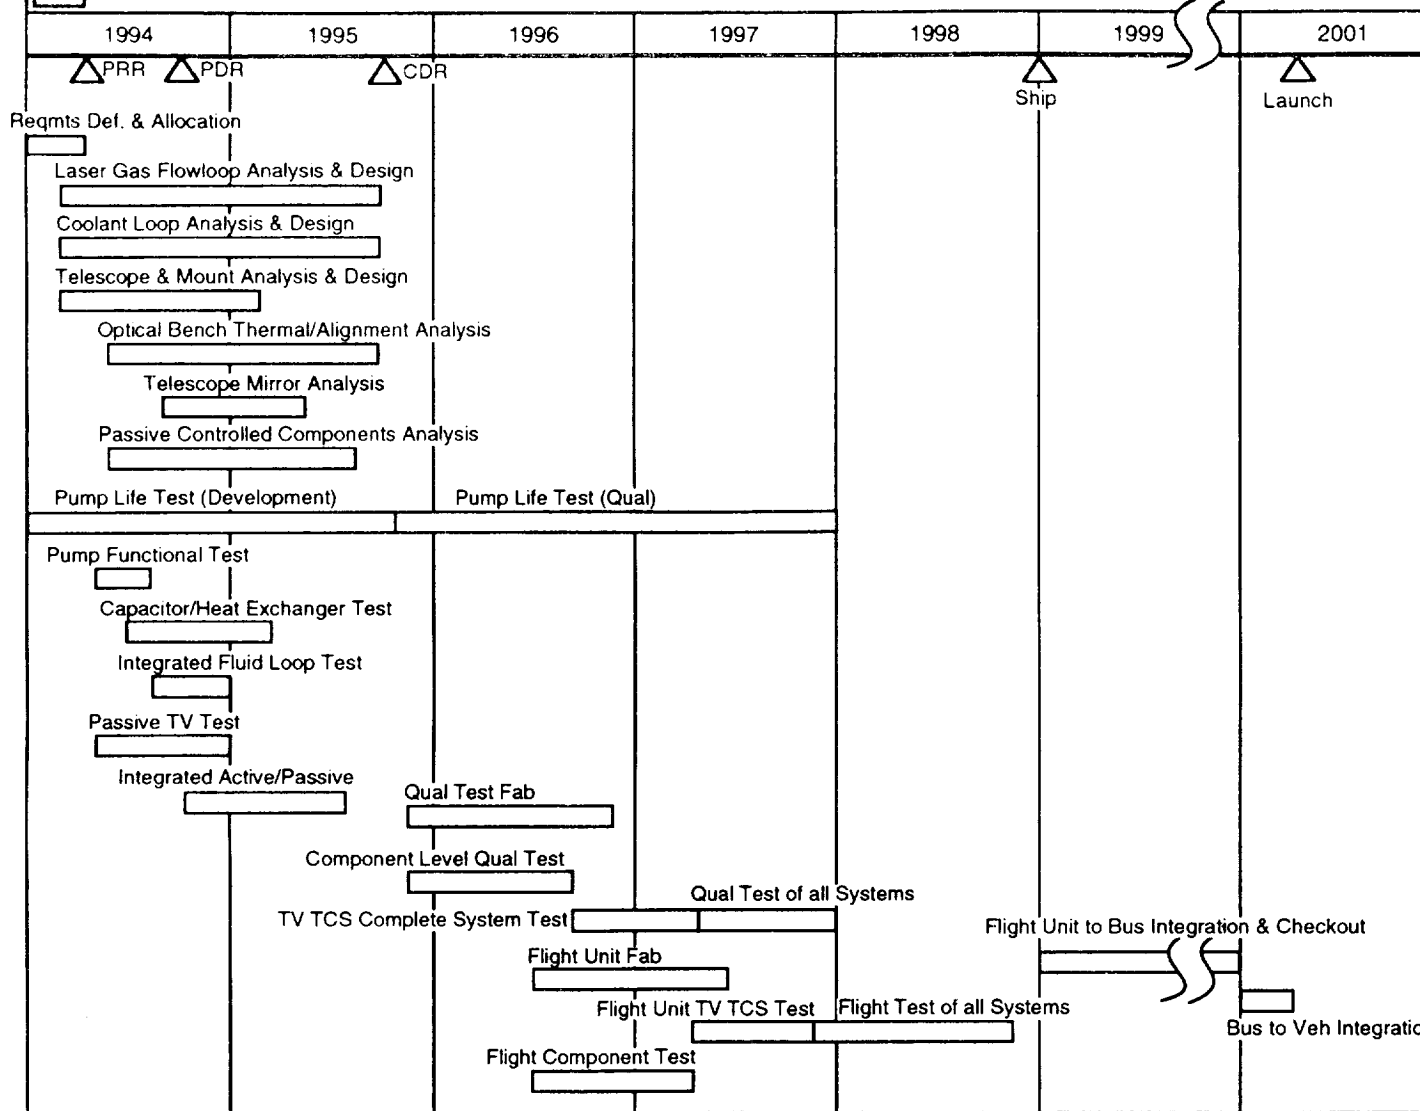 1994 1995 1996 1997 1998 1999 2001
PRR PDR CDR
Ship Launch
Reqmts Def. & Allocation
Laser Gas Flowloop Analysis & Design
Coolant Loop Analysis & Design
Telescope & Mount Analysis & Design
Optical Bench Thermal/Alignment Analysis
Telescope Mirror Analysis
Passive Controlled Components Analysis
Pump Life Test (Development) Pump Life Test (Qual)
Pump Functional Test
Capacitor/Heat Exchanger Test
Integrated Fluid Loop Test
Passive TV Test
Integrated Active/Passive
Qual Test Fab
Component Level Qual Test
Qual Test of all Systems
TV TCS Complete System Test
Flight Unit to Bus Integration & Checkout
Flight Unit Fab
Flight Unit TV TCS Test Flight Test of all Systems
Bus to Veh Integratio
Flight Component Test